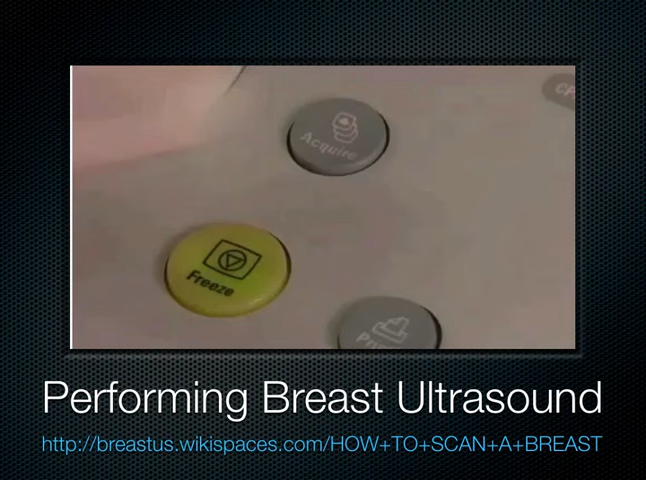 Acquire
Freeze
Performing Breast Ultrasound
http://breastus.wikispaces.com/HOW+TO+SCAN+A+BREAST